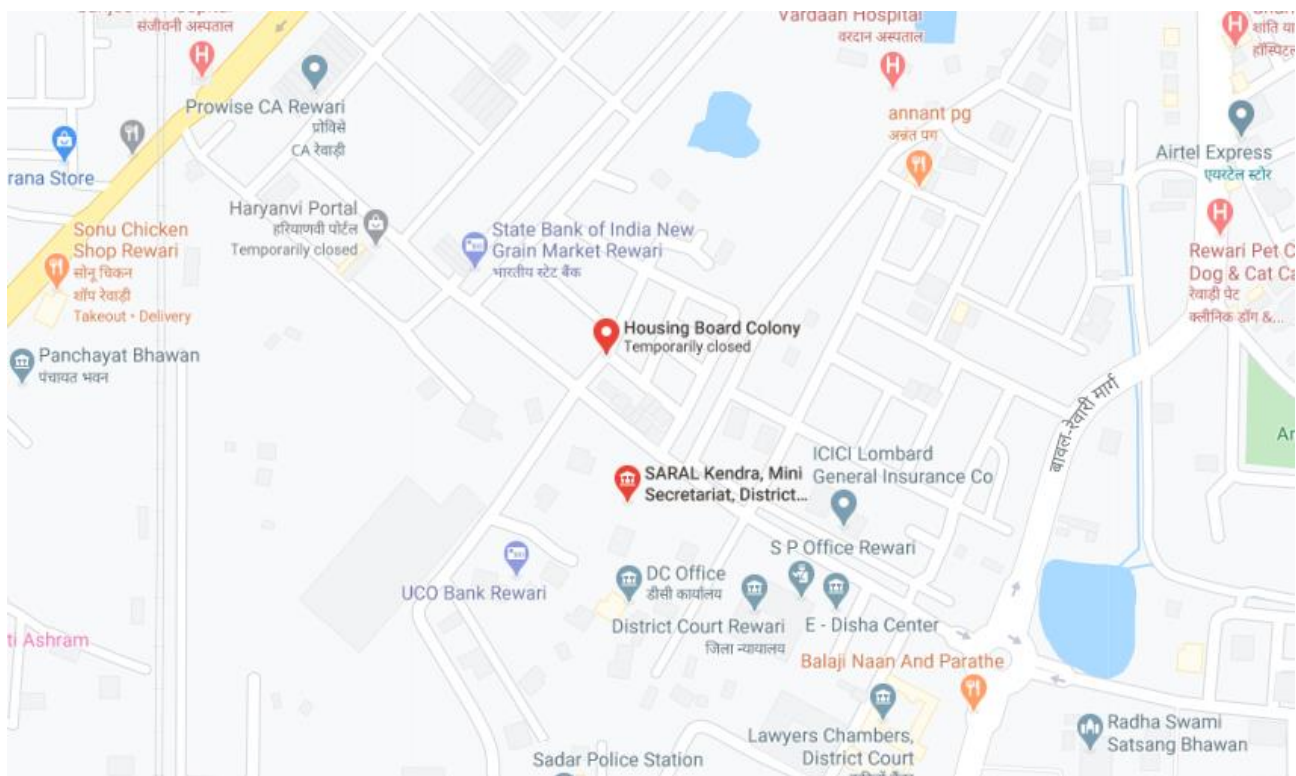 संजीवनी अस्पताल
Vardaan Hospital
वरदान अस्पताल
Prowise CA Rewari
प्रोविसे
CA रेवाड़ी
annant pg
अन्नंत पग
Airtel Express
एयरटेल स्टोर
rana Store
Haryanvi Portal
हरियाणवी पोर्टल
Temporarily closed
Sonu Chicken
Shop Rewari
सोनू चिकन
शॉप रेवाड़ी
Takeout • Delivery
State Bank of India New
Grain Market Rewari
भारतीय स्टेट बैंक
Rewari Pet C
Dog & Cat Ca
रेवाड़ी पेट
क्लीनिक डॉग &...
Housing Board Colony
Temporarily closed
Panchayat Bhawan
पंचायत भवन
बावल-रेवारी मार्ग
Ar
SARAL Kendra, Mini
Secretariat, District...
ICICI Lombard
General Insurance Co
UCO Bank Rewari
DC Office
डीसी कार्यालय
S P Office Rewari
District Court Rewari
जिला न्यायालय
E - Disha Center
ti Ashram
Balaji Naan And Parathe
Lawyers Chambers,
District Court
Radha Swami
Satsang Bhawan
Sadar Police Station